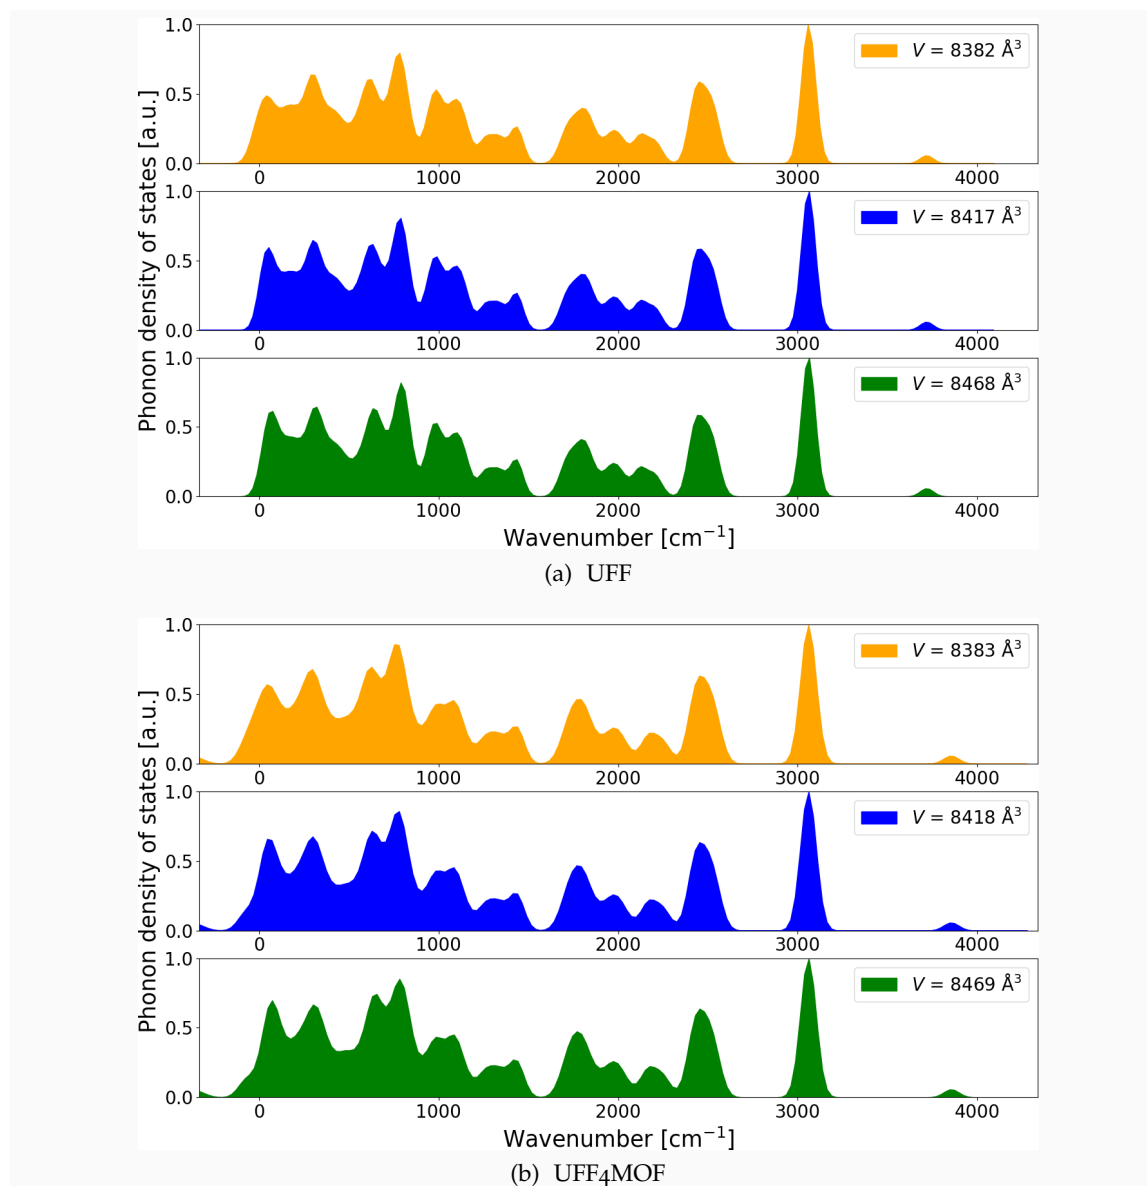 Phonon density of states [a.u.]
1.0
0.5
0.0
V = 8382 Å³
0 1000 2000 3000 4000
1.0
0.5
0.0
V = 8417 Å³
0 1000 2000 3000 4000
1.0
0.5
0.0
V = 8468 Å³
0 1000 2000 3000 4000
Wavenumber [cm⁻¹]
(a) UFF
Phonon density of states [a.u.]
1.0
0.5
0.0
V = 8383 Å³
0 1000 2000 3000 4000
1.0
0.5
0.0
V = 8418 Å³
0 1000 2000 3000 4000
1.0
0.5
0.0
V = 8469 Å³
0 1000 2000 3000 4000
Wavenumber [cm⁻¹]
(b) UFF4MOF